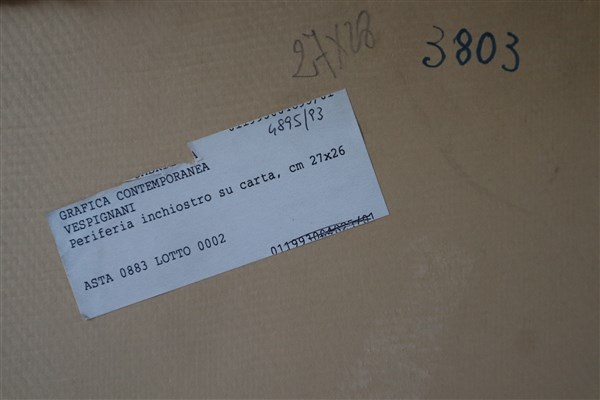 27x28
3803
4895/93
GRAFICA CONTEMPORANEA
VESPIGNANI
Periferia inchiostro su carta, cm 27x26
ASTA 0883 LOTTO 0002